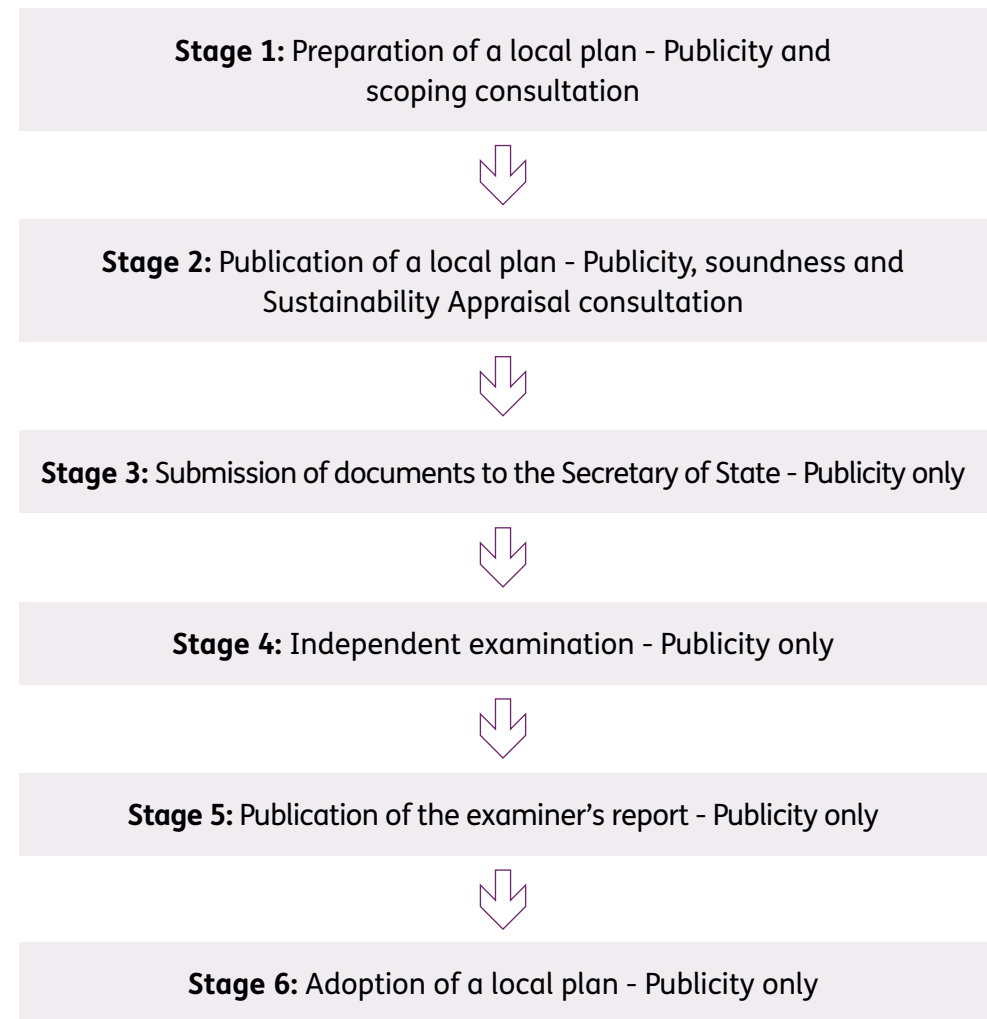 Stage 1: Preparation of a local plan - Publicity and
scoping consultation
Stage 2: Publication of a local plan - Publicity, soundness and
Sustainability Appraisal consultation
Stage 3: Submission of documents to the Secretary of State - Publicity only
Stage 4: Independent examination - Publicity only
Stage 5: Publication of the examiner’s report - Publicity only
Stage 6: Adoption of a local plan - Publicity only